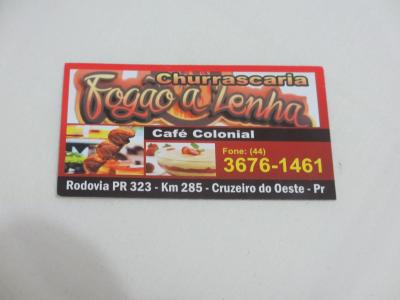 Churrascaria
Fogão a Lenha
Café Colonial
Fone: (44)
3676-1461
Rodovia PR 323 - Km 285 - Cruzeiro do Oeste - Pr